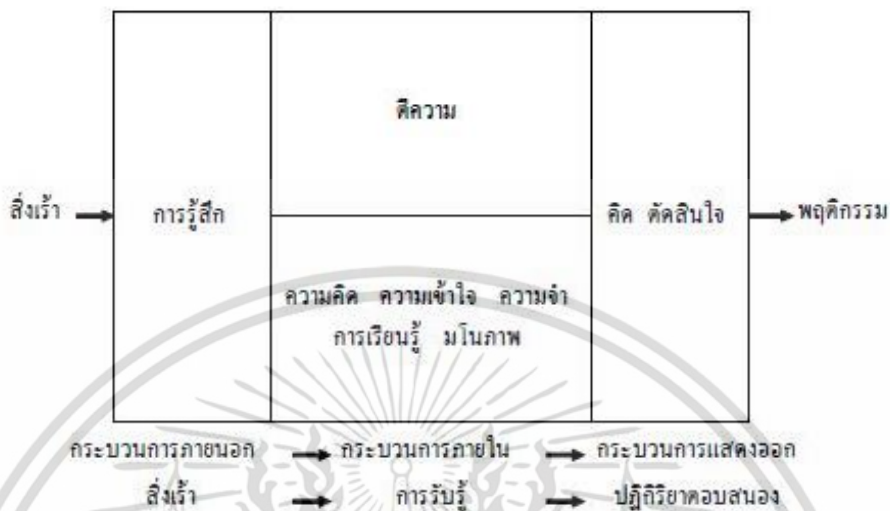 ตีความ
สิ่งเร้า → การรู้สึก คิด ตัดสินใจ → พฤติกรรม
ความคิด ความเข้าใจ ความจำ
การเรียนรู้ มโนภาพ
กระบวนการภายนอก → กระบวนการภายใน → กระบวนการแสดงออก
สิ่งเร้า → การรับรู้ → ปฏิกิริยาตอบสนอง